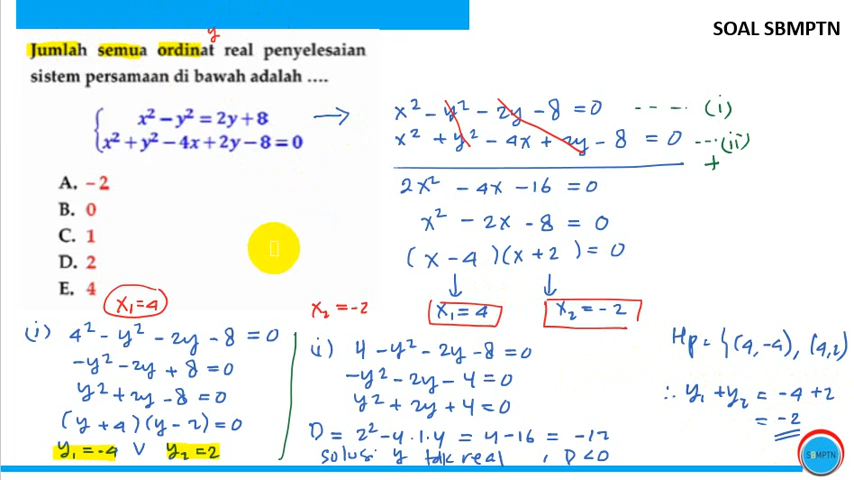 SOAL SBMPTN
y
Jumlah semua ordinat real penyelesaian
sistem persamaan di bawah adalah ....
x² – y² = 2y + 8
x² + y² – 4x + 2y – 8 = 0
A. –2
B. 0
C. 1
D. 2
E. 4
x² - y² - 2y - 8 = 0 ---- (i)
x² + y² - 4x + 2y - 8 = 0 ---(ii)
+
2x² - 4x - 16 = 0
x² - 2x - 8 = 0
(x - 4)(x + 2) = 0
x₁ = 4 x₂ = -2
x₁ = 4
(i) 4² - y² - 2y - 8 = 0
-y² - 2y + 8 = 0
y² + 2y - 8 = 0
(y + 4)(y - 2) = 0
y₁ = -4 ∨ y₂ = 2
x₂ = -2
ii) 4 - y² - 2y - 8 = 0
-y² - 2y - 4 = 0
y² + 2y + 4 = 0
D = 2² - 4.1.4 = 4 - 16 = -12
solusi y tdk real , D < 0
Hp = {(4,-4), (4,2)
∴ y₁ + y₂ = -4 + 2
= -2
SBMPTN